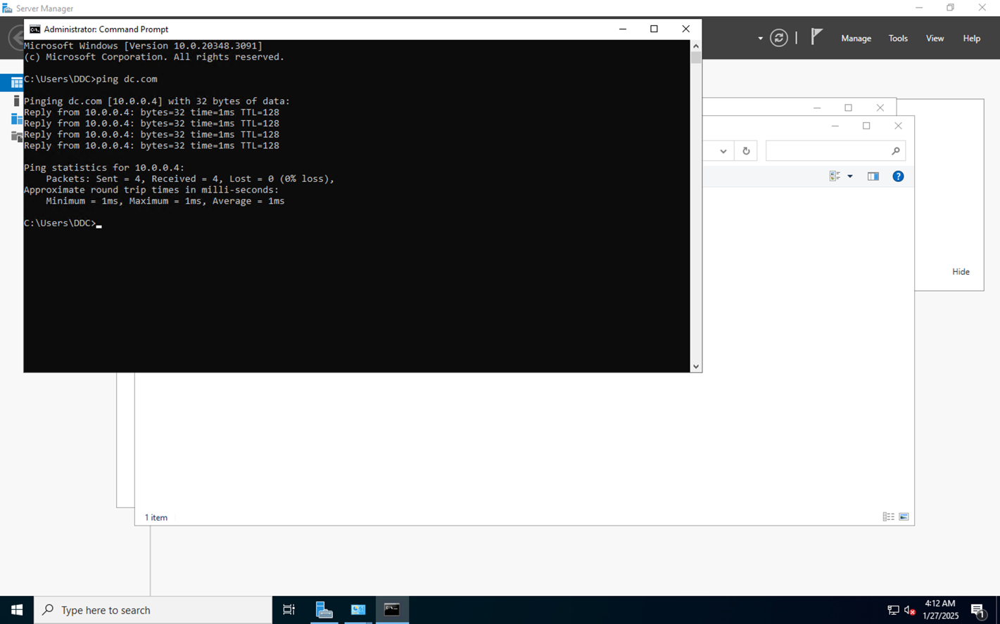 Server Manager
Administrator: Command Prompt
Manage
Tools
View
Help
Microsoft Windows [Version 10.0.20348.3091]
(c) Microsoft Corporation. All rights reserved.
C:\Users\DDC>ping dc.com
Pinging dc.com [10.0.0.4] with 32 bytes of data:
Reply from 10.0.0.4: bytes=32 time=1ms TTL=128
Reply from 10.0.0.4: bytes=32 time=1ms TTL=128
Reply from 10.0.0.4: bytes=32 time=1ms TTL=128
Reply from 10.0.0.4: bytes=32 time=1ms TTL=128
Ping statistics for 10.0.0.4:
Packets: Sent = 4, Received = 4, Lost = 0 (0% loss),
Approximate round trip times in milli-seconds:
Minimum = 1ms, Maximum = 1ms, Average = 1ms
C:\Users\DDC>
Hide
1 item
Type here to search
4:12 AM
1/27/2025
1